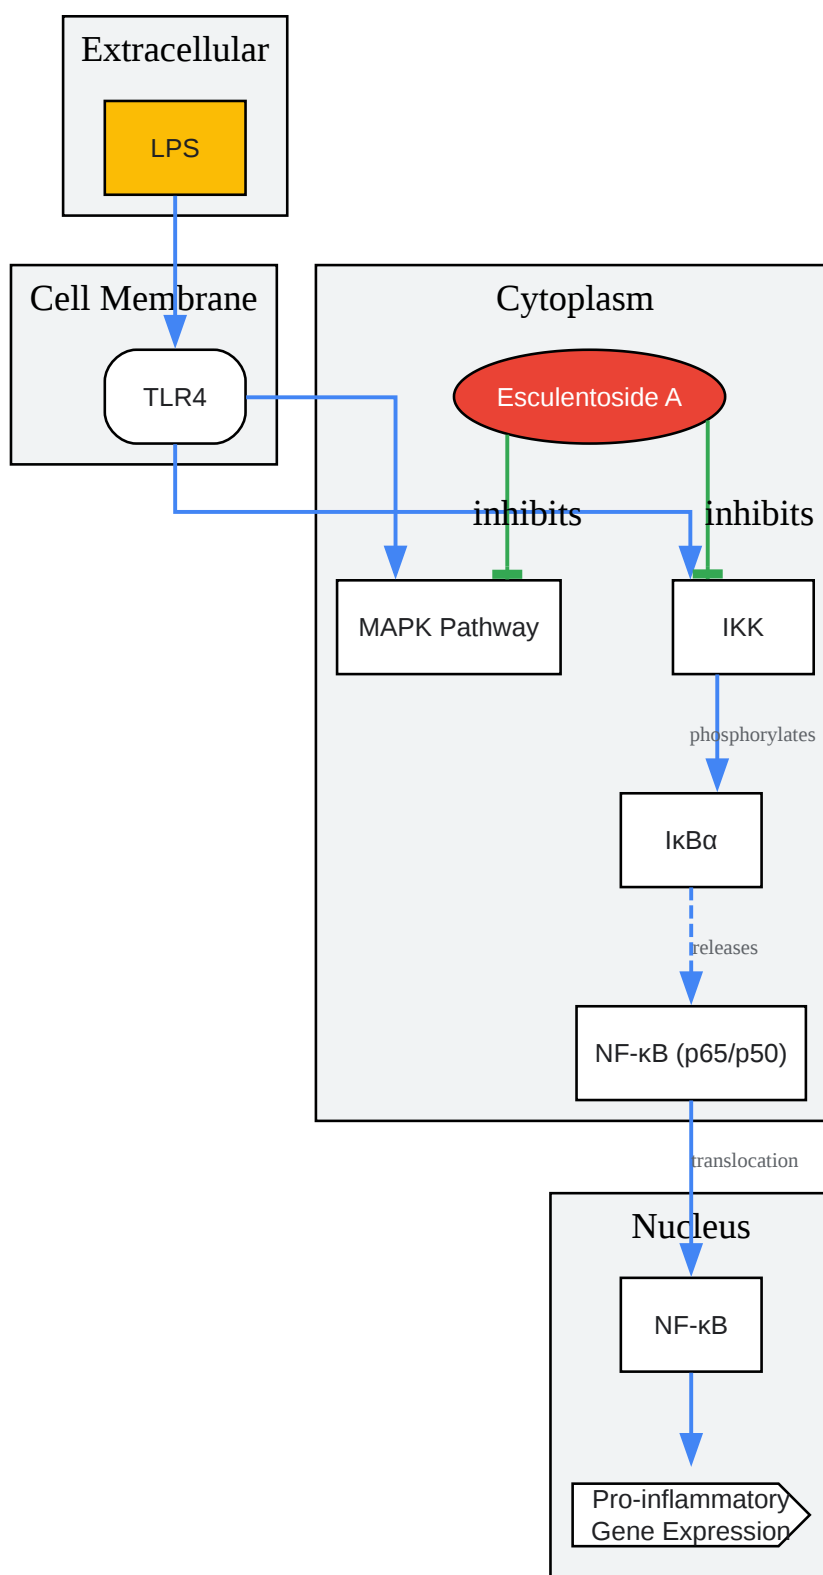 Extracellular
LPS
Cell Membrane
TLR4
Cytoplasm
Esculentoside A
inhibits
inhibits
MAPK Pathway
IKK
phosphorylates
IκBα
releases
NF-κB (p65/p50)
translocation
Nucleus
NF-κB
Pro-inflammatory
Gene Expression